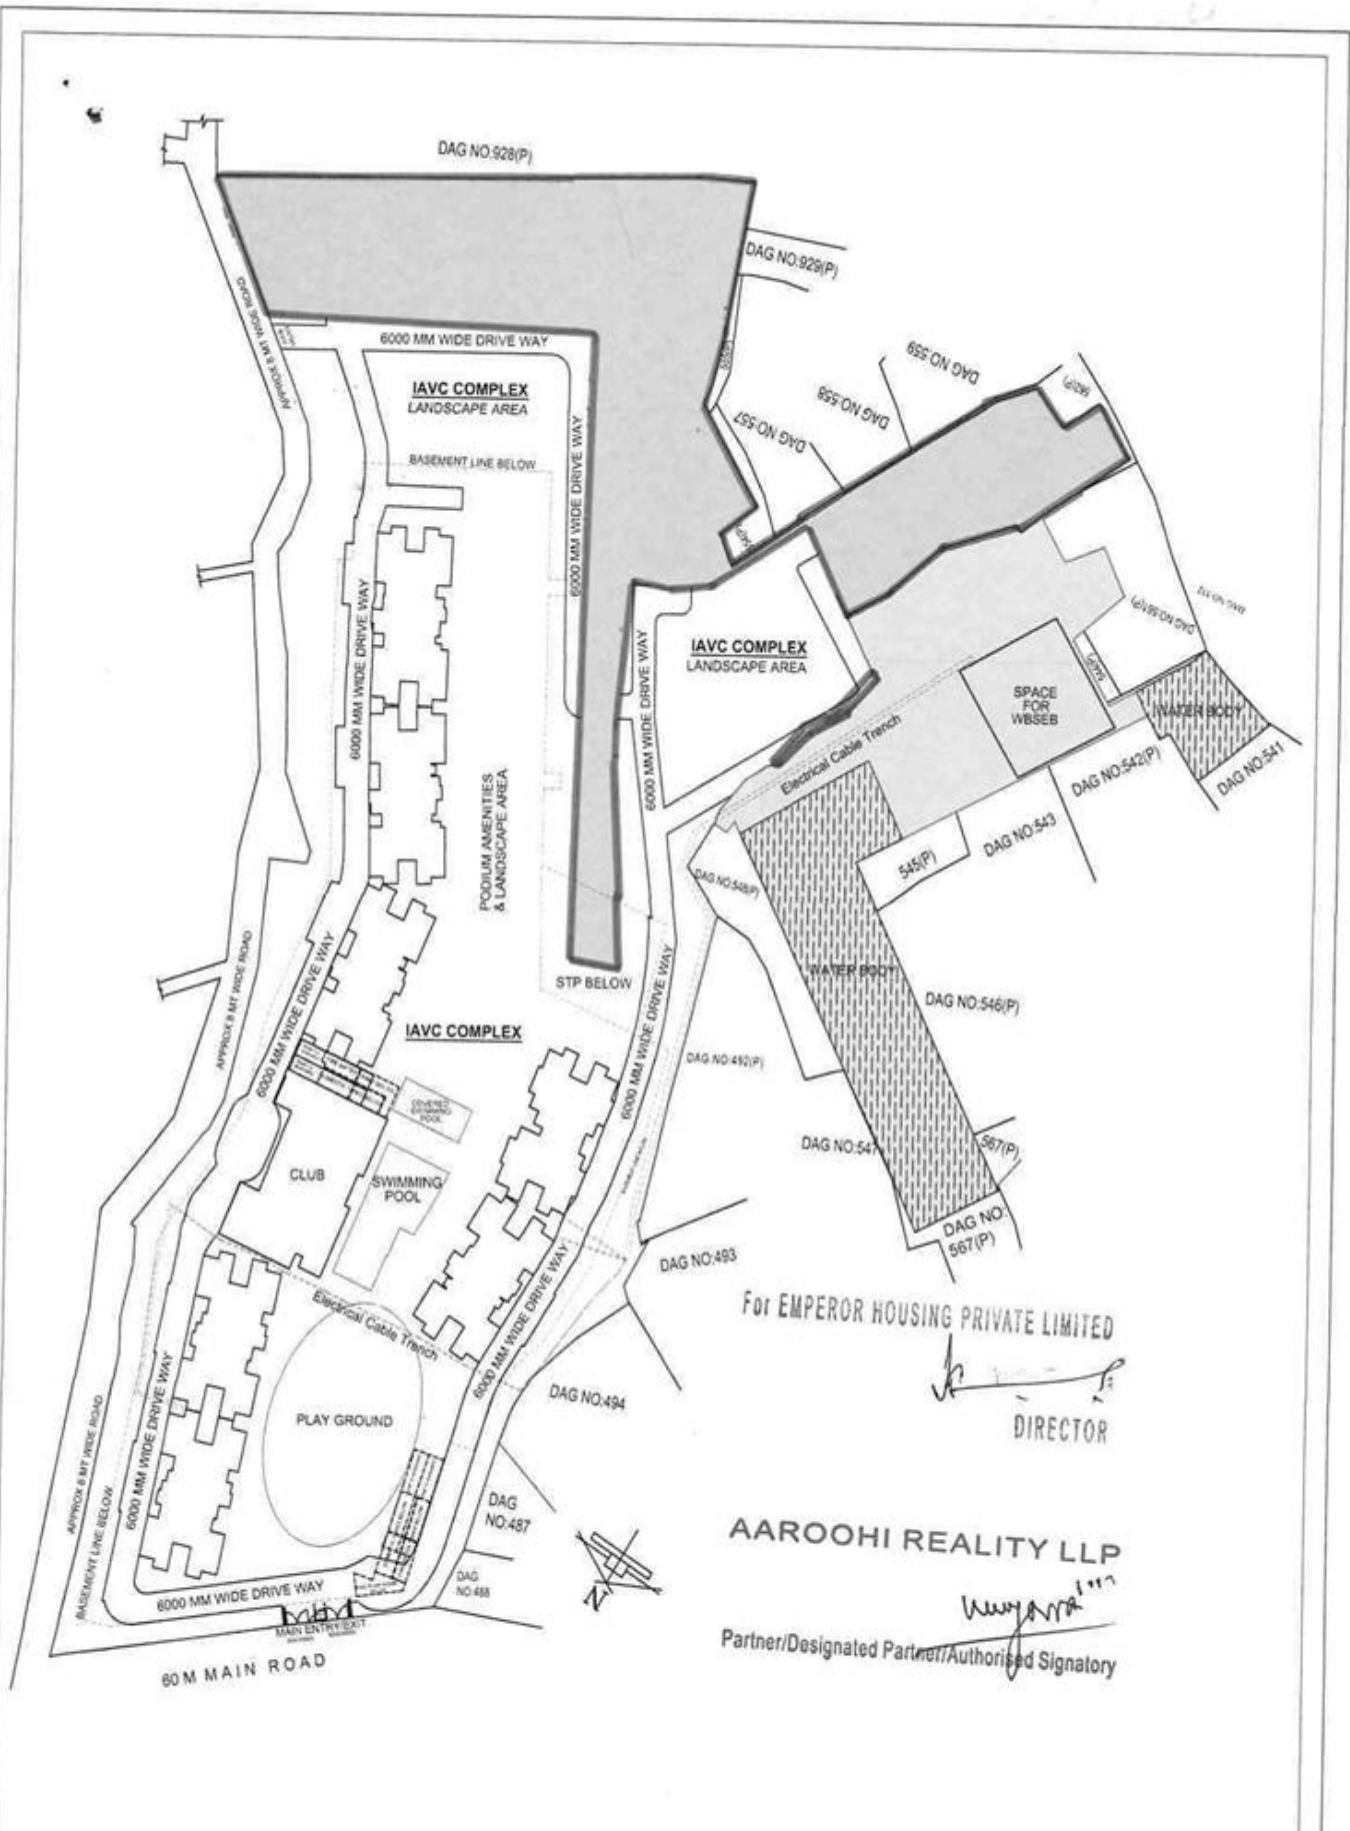 DAG NO:928(P)
DAG NO:929(P)
APPROX 8 MT WIDE ROAD
6000 MM WIDE DRIVE WAY
IAVC COMPLEX
LANDSCAPE AREA
BASEMENT LINE BELOW
6000 MM WIDE DRIVE WAY
DAG NO 559
DAG NO:558
DAG NO:557
562(P)
544(P)
DAG NO:561(P)
544(P)
6000 MM WIDE DRIVE WAY
6000 MM WIDE DRIVE WAY
IAVC COMPLEX
LANDSCAPE AREA
SPACE
FOR
WBSEB
WATER BODY
Electrical Cable Trench
DAG NO:542(P)
DAG NO:541
DAG NO:543
545(P)
PODIUM AMENITIES
& LANDSCAPE AREA
DAG NO:548(P)
WATER BODY
STP BELOW
DAG NO:546(P)
APPROX 8 MT WIDE ROAD
6000 MM WIDE DRIVE WAY
IAVC COMPLEX
6000 MM WIDE DRIVE WAY
DAG NO:492(P)
COVERED
SWIMMING
POOL
DAG NO:547
567(P)
CLUB
SWIMMING
POOL
DAG NO:
567(P)
DAG NO:493
Electrical Cable Trench
6000 MM WIDE DRIVE WAY
For EMPEROR HOUSING PRIVATE LIMITED
DIRECTOR
DAG NO:494
PLAY GROUND
6000 MM WIDE DRIVE WAY
APPROX 8 MT WIDE ROAD
BASEMENT LINE BELOW
DAG
NO:487
N
DAG
NO:488
AAROOHI REALITY LLP
6000 MM WIDE DRIVE WAY
MAIN ENTRY/EXIT
Partner/Designated Partner/Authorised Signatory
60 M MAIN ROAD